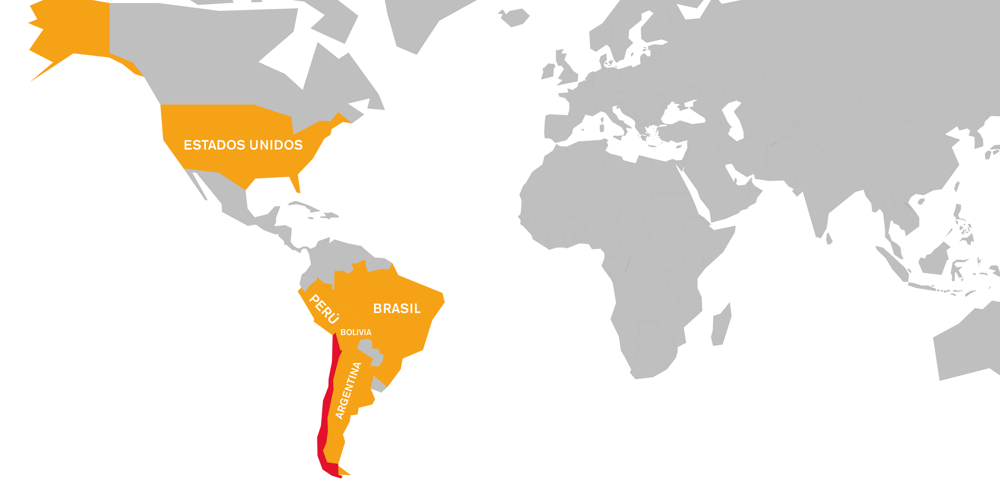 ESTADOS UNIDOS
PERÚ
BRASIL
BOLIVIA
ARGENTINA